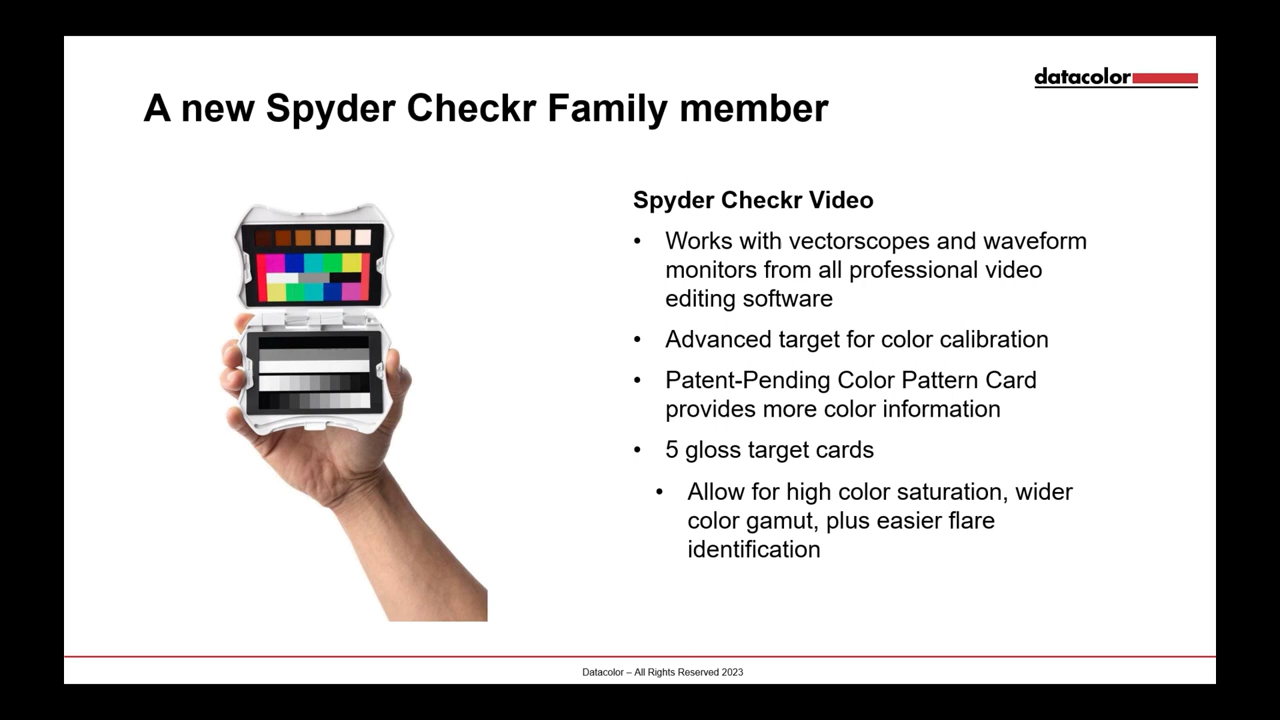 datacolor
A new Spyder Checkr Family member
Spyder Checkr Video
• Works with vectorscopes and waveform
monitors from all professional video
editing software
• Advanced target for color calibration
• Patent-Pending Color Pattern Card
provides more color information
• 5 gloss target cards
• Allow for high color saturation, wider
color gamut, plus easier flare
identification
Datacolor – All Rights Reserved 2023